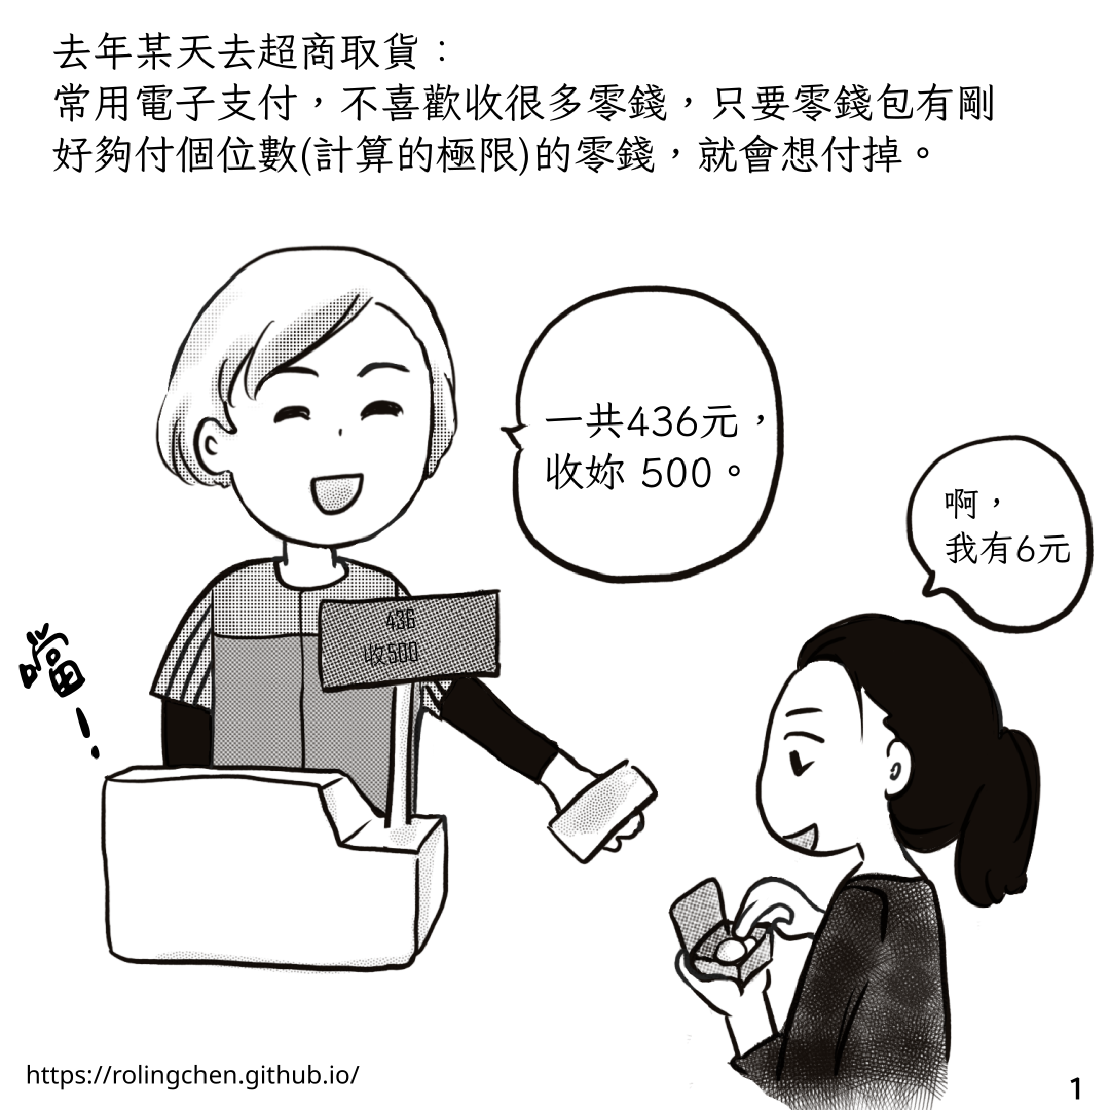 去年某天去超商取貨：
常用電子支付，不喜歡收很多零錢，只要零錢包有剛
好夠付個位數(計算的極限)的零錢，就會想付掉。
一共436元，
收妳 500。
啊，
我有6元
436
收500
噹！
https://rolingchen.github.io/
1